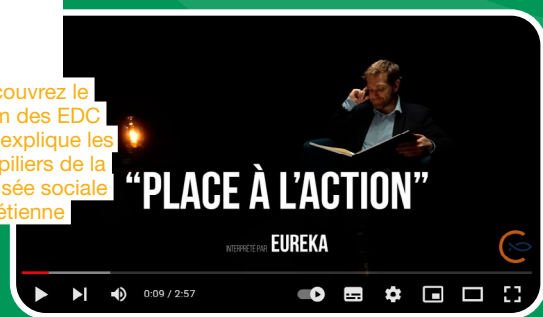 couvrez le
m des EDC
explique les
piliers de la
sée sociale
étienne
“PLACE À L’ACTION”
INTERPRÉTÉ PAR EUREKA
0:09 / 2:57